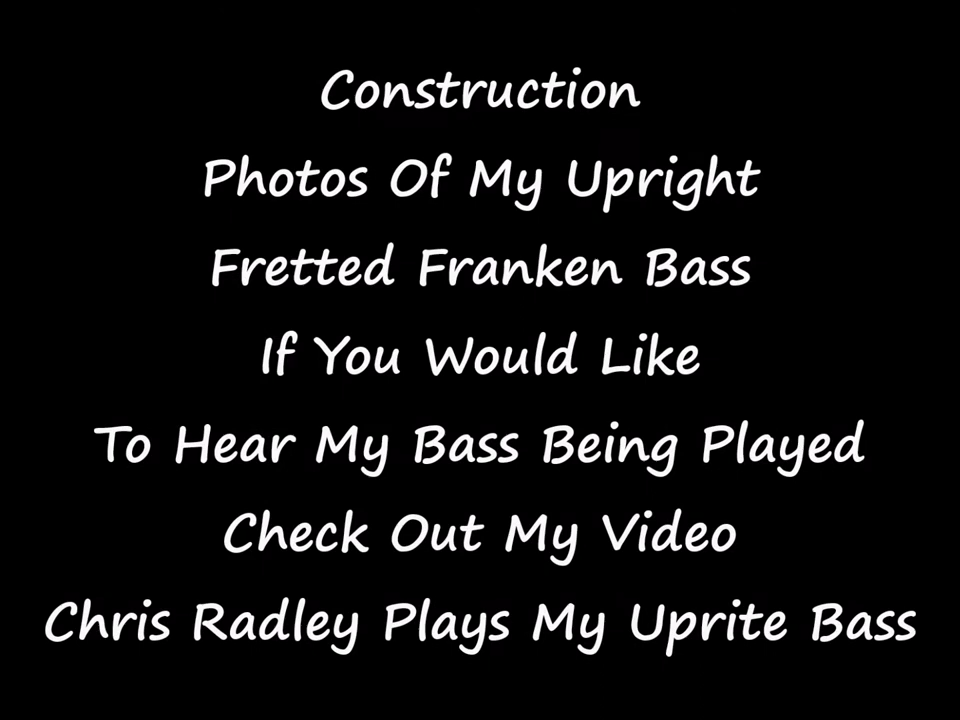 Construction
Photos Of My Upright
Fretted Franken Bass
If You Would Like
To Hear My Bass Being Played
Check Out My Video
Chris Radley Plays My Uprite Bass